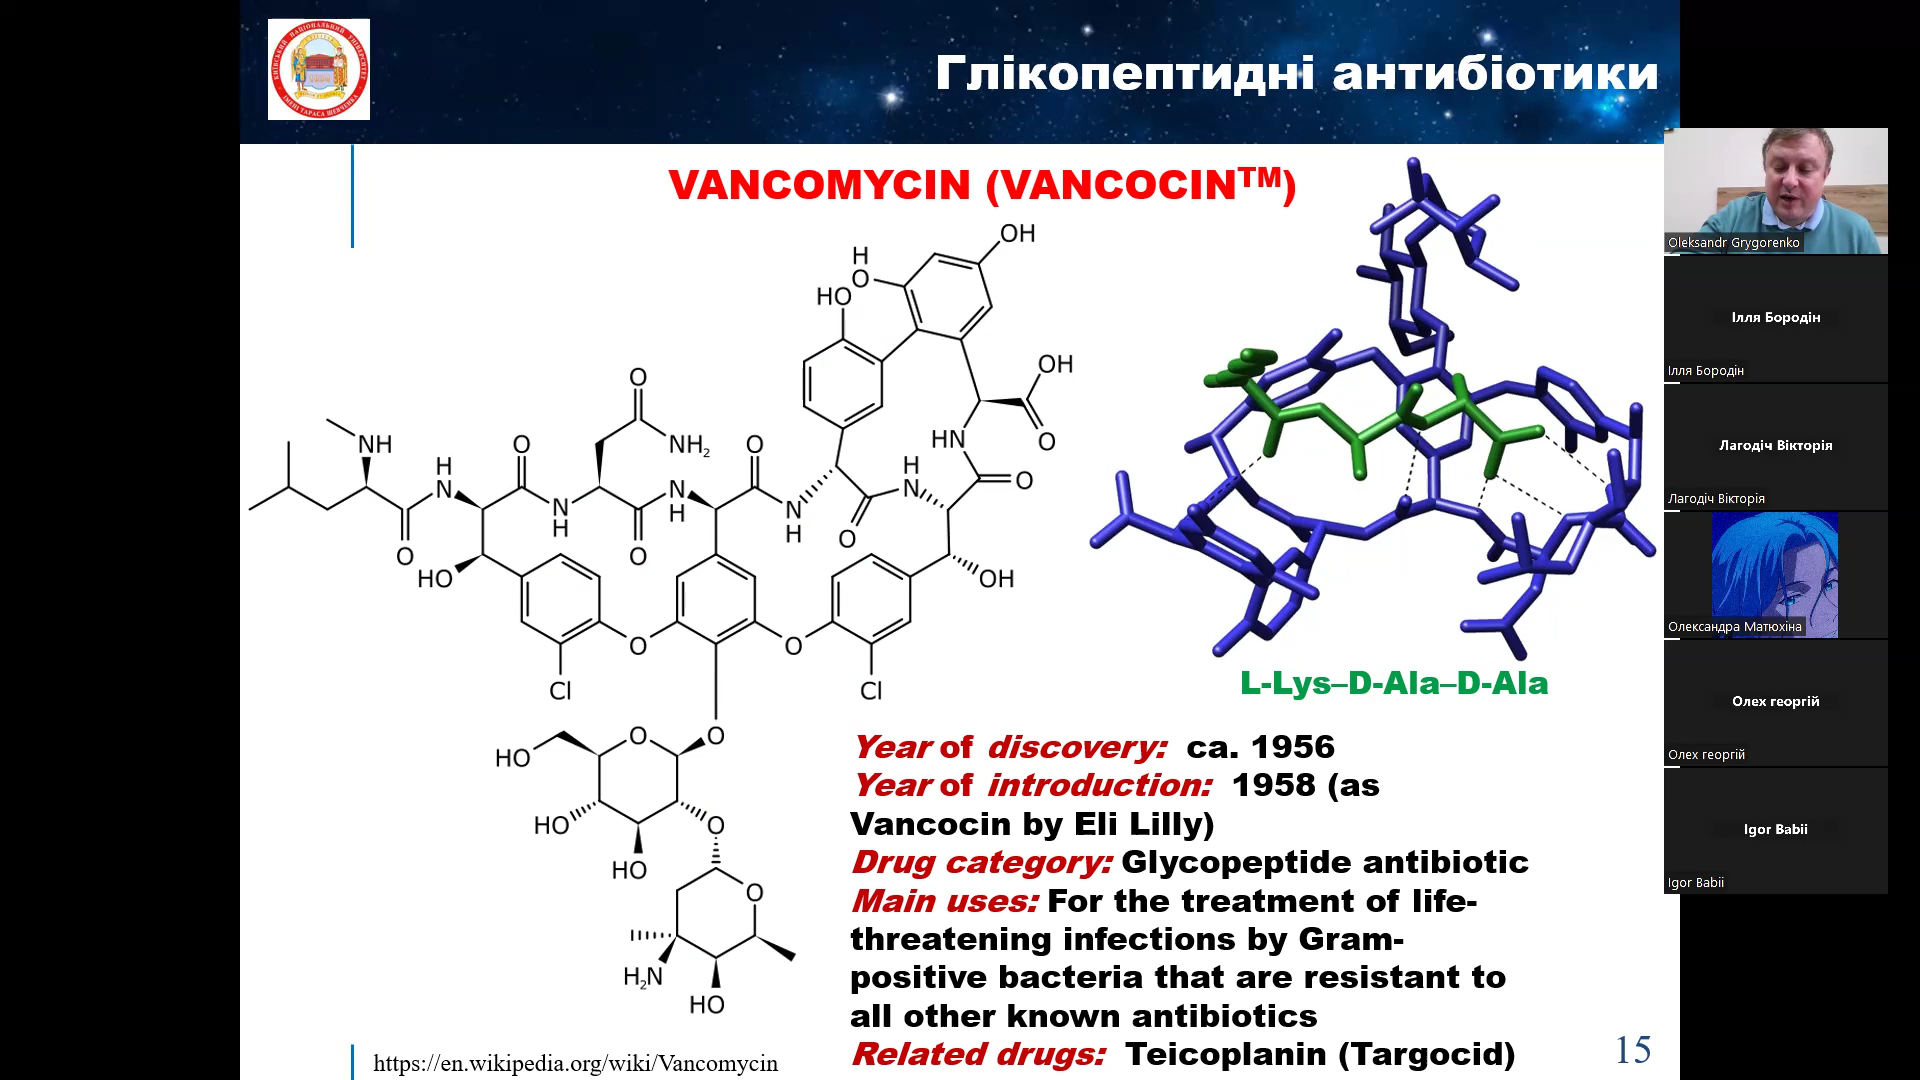 Глікопептидні антибіотики
VANCOMYCIN (VANCOCIN™)
OH
H
O
HO
OH
O
HN
O
H
N
O
NH
H
N
O
O
NH₂
N
H
O
N
H
O
O
N
H
O
HO
OH
O
O
Cl
Cl
O
O
HO
HO
HO
O
O
H₂N
HO
L-Lys–D-Ala–D-Ala
Year of discovery: ca. 1956
Year of introduction: 1958 (as
Vancocin by Eli Lilly)
Drug category: Glycopeptide antibiotic
Main uses: For the treatment of life-
threatening infections by Gram-
positive bacteria that are resistant to
all other known antibiotics
Related drugs: Teicoplanin (Targocid)
https://en.wikipedia.org/wiki/Vancomycin
15
Oleksandr Grygorenko
Ілля Бородін
Ілля Бородін
Лагодіч Вікторія
Лагодіч Вікторія
Олександра Матюхіна
Олех георгій
Олех георгій
Igor Babii
Igor Babii